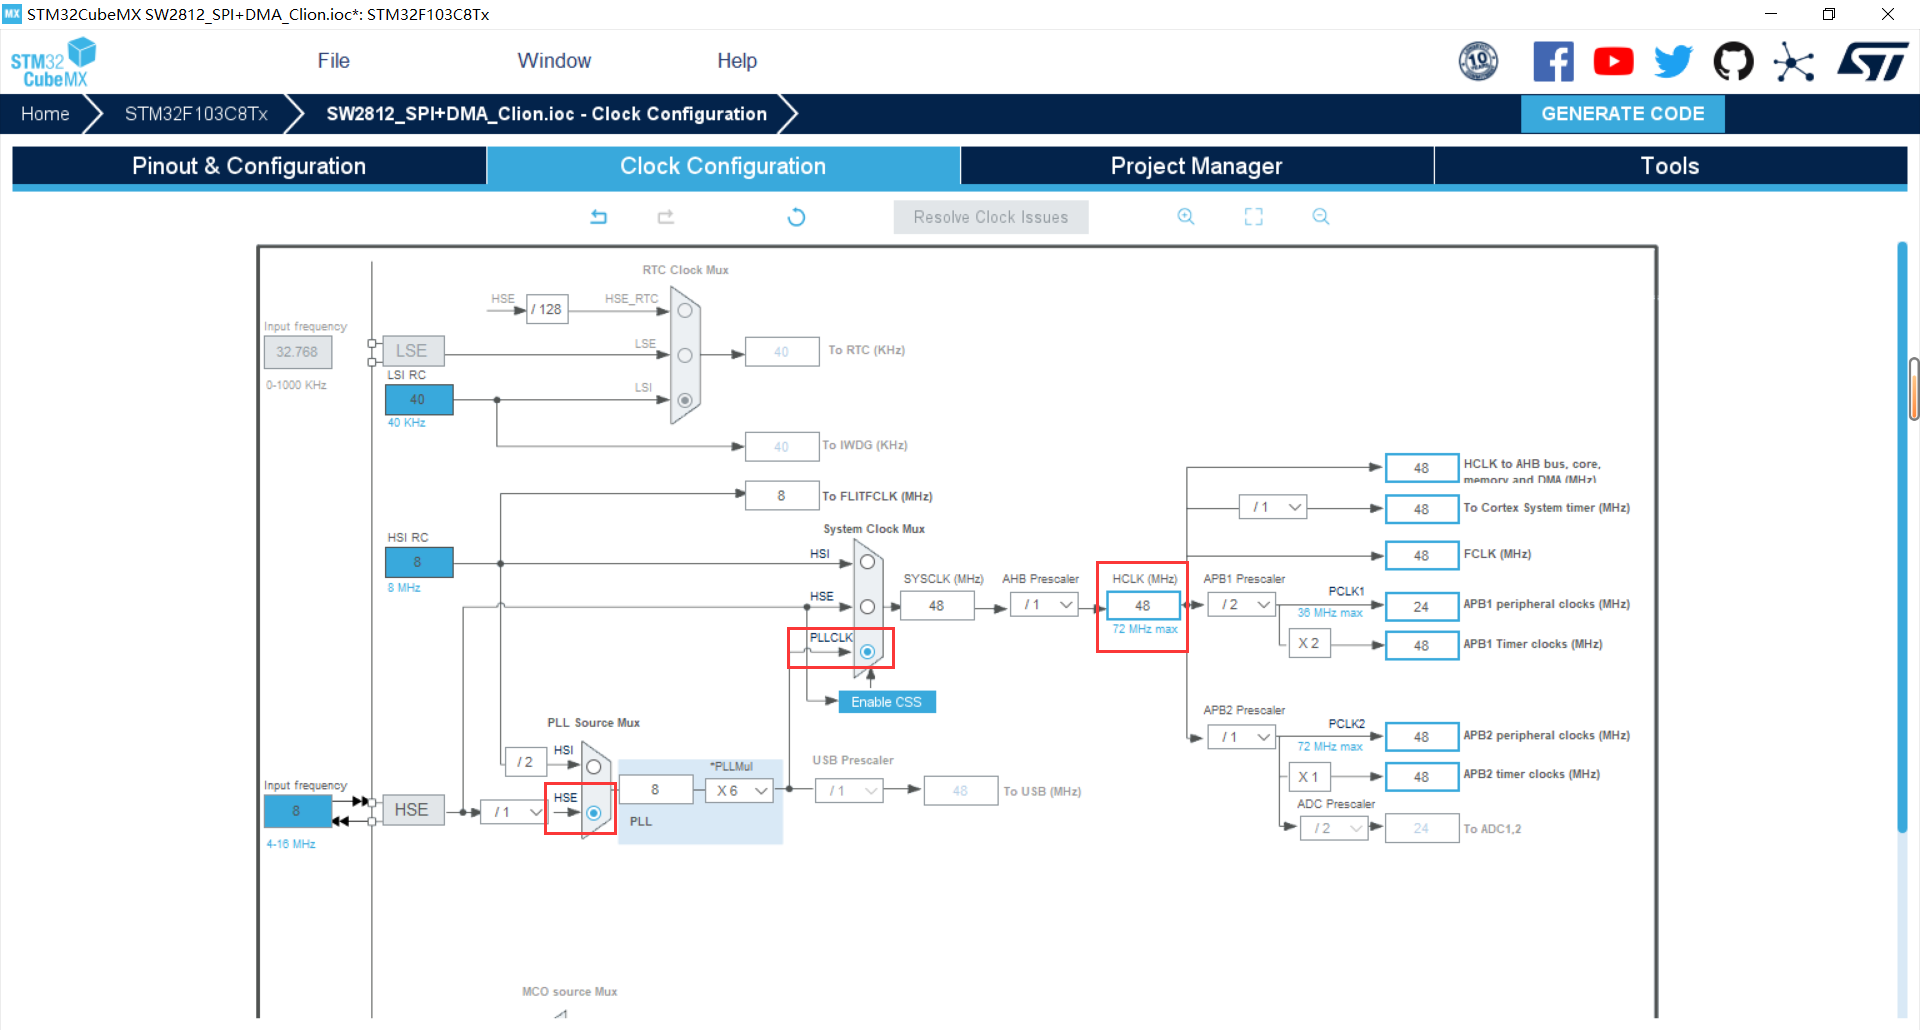 MX STM32CubeMX SW2812_SPI+DMA_Clion.ioc*: STM32F103C8Tx
STM32
CubeMX
File
Window
Help
10
Home
STM32F103C8Tx
SW2812_SPI+DMA_Clion.ioc - Clock Configuration
GENERATE CODE
Pinout & Configuration
Clock Configuration
Project Manager
Tools
Resolve Clock Issues
RTC Clock Mux
HSE
/ 128
HSE_RTC
Input frequency
32.768
LSE
LSE
40
To RTC (KHz)
0-1000 KHz
LSI RC
LSI
40
40 KHz
40
To IWDG (KHz)
8
To FLITFCLK (MHz)
48
HCLK to AHB bus, core,
memory and DMA (MHz)
/ 1
48
To Cortex System timer (MHz)
System Clock Mux
HSI RC
HSI
8
8 MHz
48
FCLK (MHz)
HSE
SYSCLK (MHz)
48
AHB Prescaler
/ 1
HCLK (MHz)
48
72 MHz max
APB1 Prescaler
/ 2
PCLK1
36 MHz max
24
APB1 peripheral clocks (MHz)
PLLCLK
X 2
48
APB1 Timer clocks (MHz)
Enable CSS
PLL Source Mux
APB2 Prescaler
/ 1
PCLK2
72 MHz max
48
APB2 peripheral clocks (MHz)
/ 2
HSI
*PLLMul
USB Prescaler
X 1
48
APB2 timer clocks (MHz)
Input frequency
8
4-16 MHz
HSE
/ 1
HSE
8
X 6
PLL
/ 1
48
To USB (MHz)
ADC Prescaler
/ 2
24
To ADC1,2
MCO source Mux